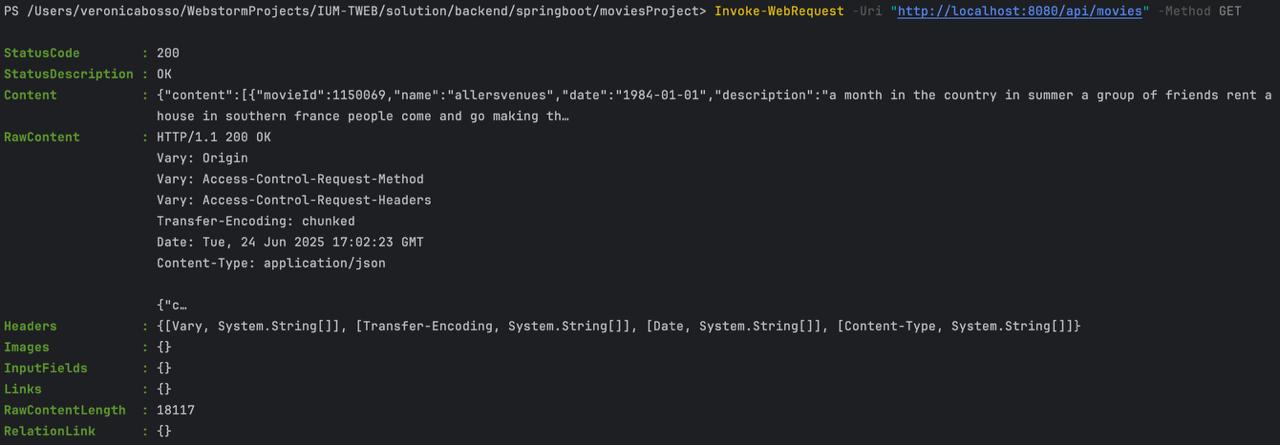 PS /Users/veronicabosso/WebstormProjects/IUM-TWEB/solution/backend/springboot/moviesProject> Invoke-WebRequest -Uri "http://localhost:8080/api/movies" -Method GET
StatusCode : 200
StatusDescription : OK
Content : {"content":[{"movieId":1150069,"name":"allersvenues","date":"1984-01-01","description":"a month in the country in summer a group of friends rent a
house in southern france people come and go making th…
RawContent : HTTP/1.1 200 OK
Vary: Origin
Vary: Access-Control-Request-Method
Vary: Access-Control-Request-Headers
Transfer-Encoding: chunked
Date: Tue, 24 Jun 2025 17:02:23 GMT
Content-Type: application/json
{"c…
Headers : {[Vary, System.String[]], [Transfer-Encoding, System.String[]], [Date, System.String[]], [Content-Type, System.String[]]}
Images : {}
InputFields : {}
Links : {}
RawContentLength : 18117
RelationLink : {}